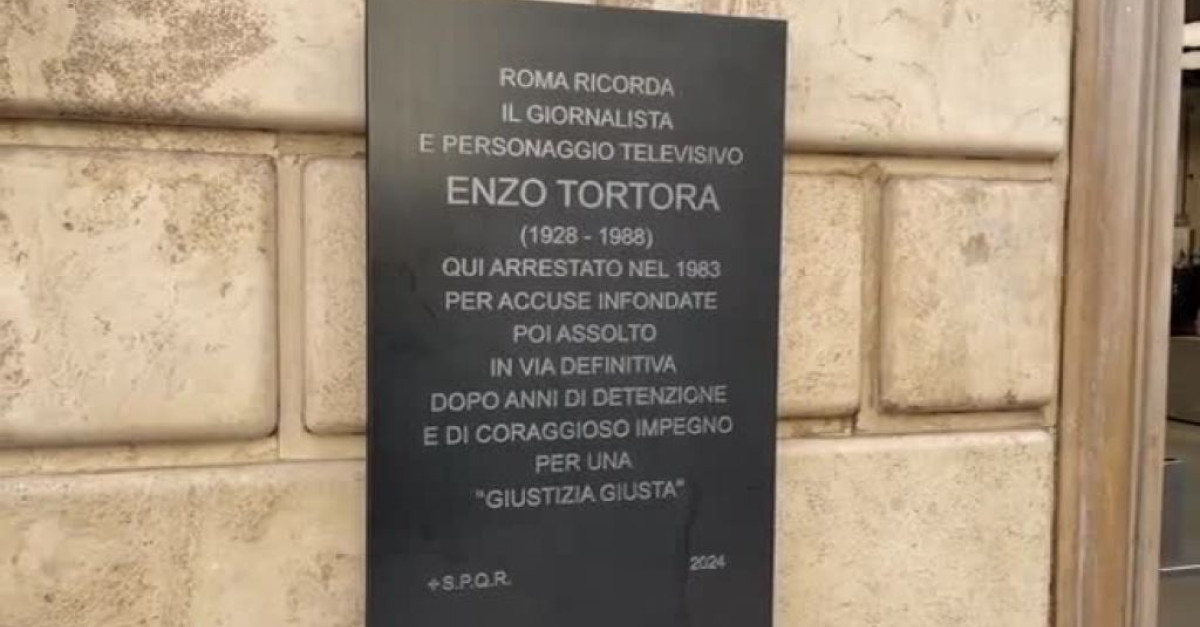 ROMA RICORDA
IL GIORNALISTA
E PERSONAGGIO TELEVISIVO
ENZO TORTORA
(1928 - 1988)
QUI ARRESTATO NEL 1983
PER ACCUSE INFONDATE
POI ASSOLTO
IN VIA DEFINITIVA
DOPO ANNI DI DETENZIONE
E DI CORAGGIOSO IMPEGNO
PER UNA
"GIUSTIZIA GIUSTA"
S.P.Q.R. 2024